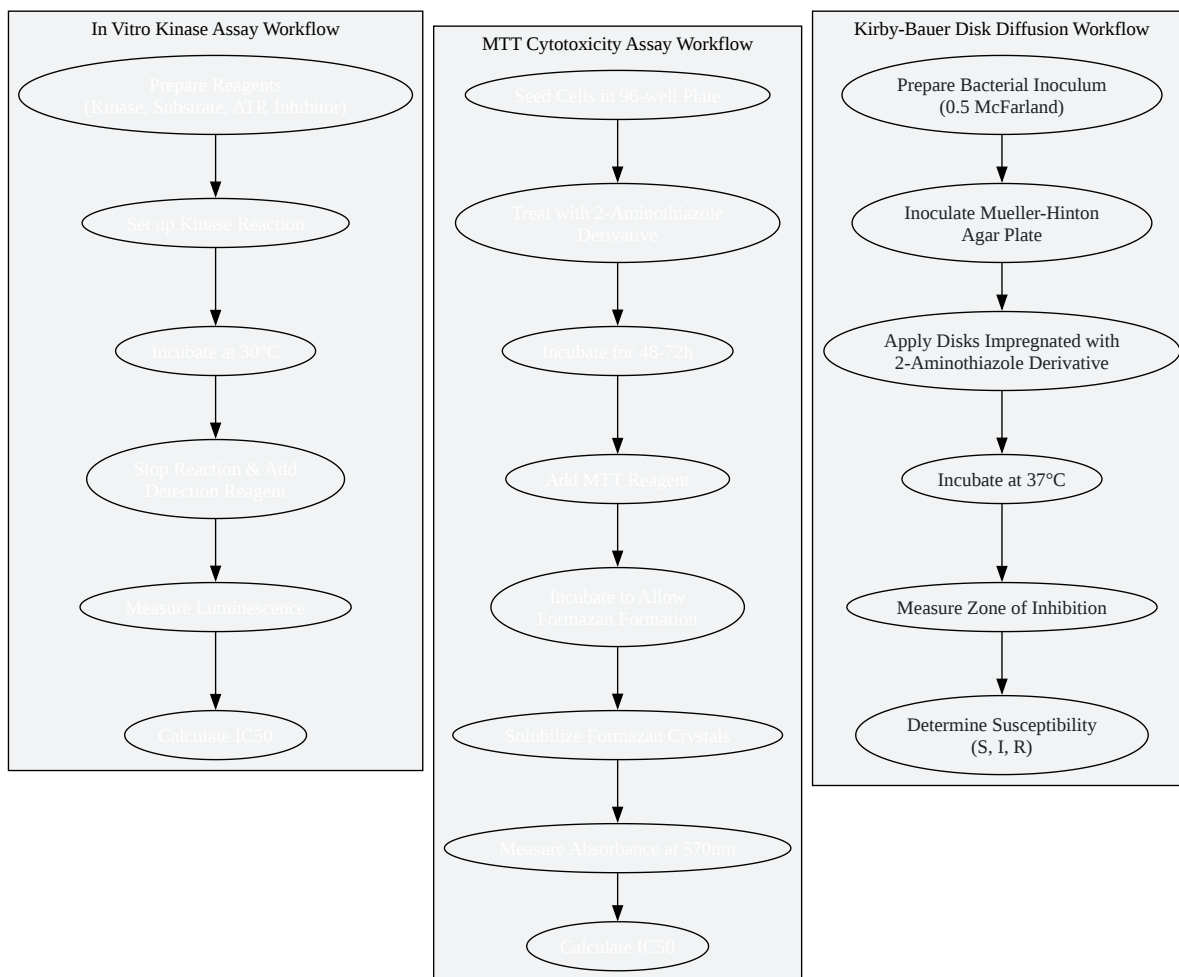 In Vitro Kinase Assay Workflow
Prepare Reagents
(Kinase, Substrate, ATP, Inhibitor)
Set up Kinase Reaction
Incubate at 30°C
Stop Reaction & Add
Detection Reagent
Measure Luminescence
Calculate IC50
MTT Cytotoxicity Assay Workflow
Seed Cells in 96-well Plate
Treat with 2-Aminothiazole
Derivative
Incubate for 48-72h
Add MTT Reagent
Incubate to Allow
Formazan Formation
Solubilize Formazan Crystals
Measure Absorbance at 570nm
Calculate IC50
Kirby-Bauer Disk Diffusion Workflow
Prepare Bacterial Inoculum
(0.5 McFarland)
Inoculate Mueller-Hinton
Agar Plate
Apply Disks Impregnated with
2-Aminothiazole Derivative
Incubate at 37°C
Measure Zone of Inhibition
Determine Susceptibility
(S, I, R)